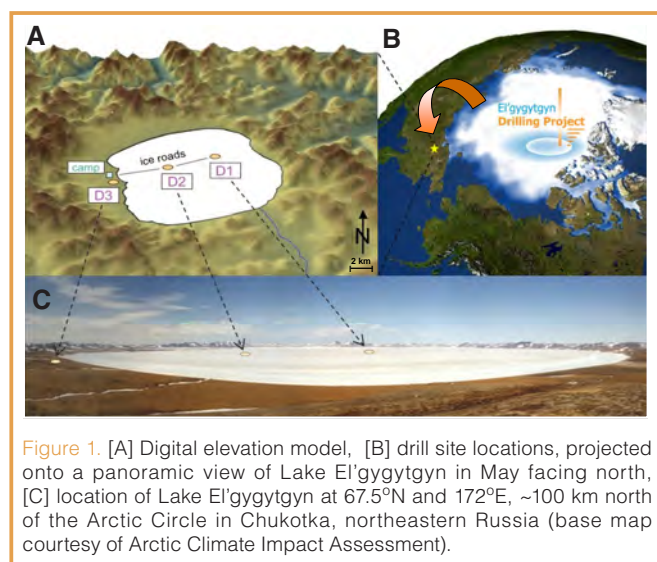 A
B
El'gygytgyn
Drilling Project
ice roads
camp
D1
D2
D3
N
2 km
C
Figure 1. [A] Digital elevation model, [B] drill site locations, projected
onto a panoramic view of Lake El'gygytgyn in May facing north,
[C] location of Lake El'gygytgyn at 67.5°N and 172°E, ~100 km north
of the Arctic Circle in Chukotka, northeastern Russia (base map
courtesy of Arctic Climate Impact Assessment).